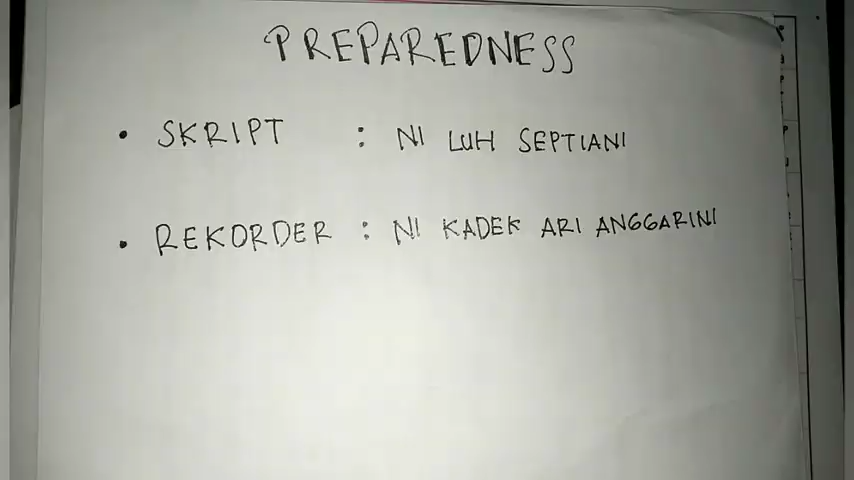 PREPAREDNESS
• SKRIPT : NI LUH SEPTIANI
• REKORDER : NI KADEK ARI ANGGARINI